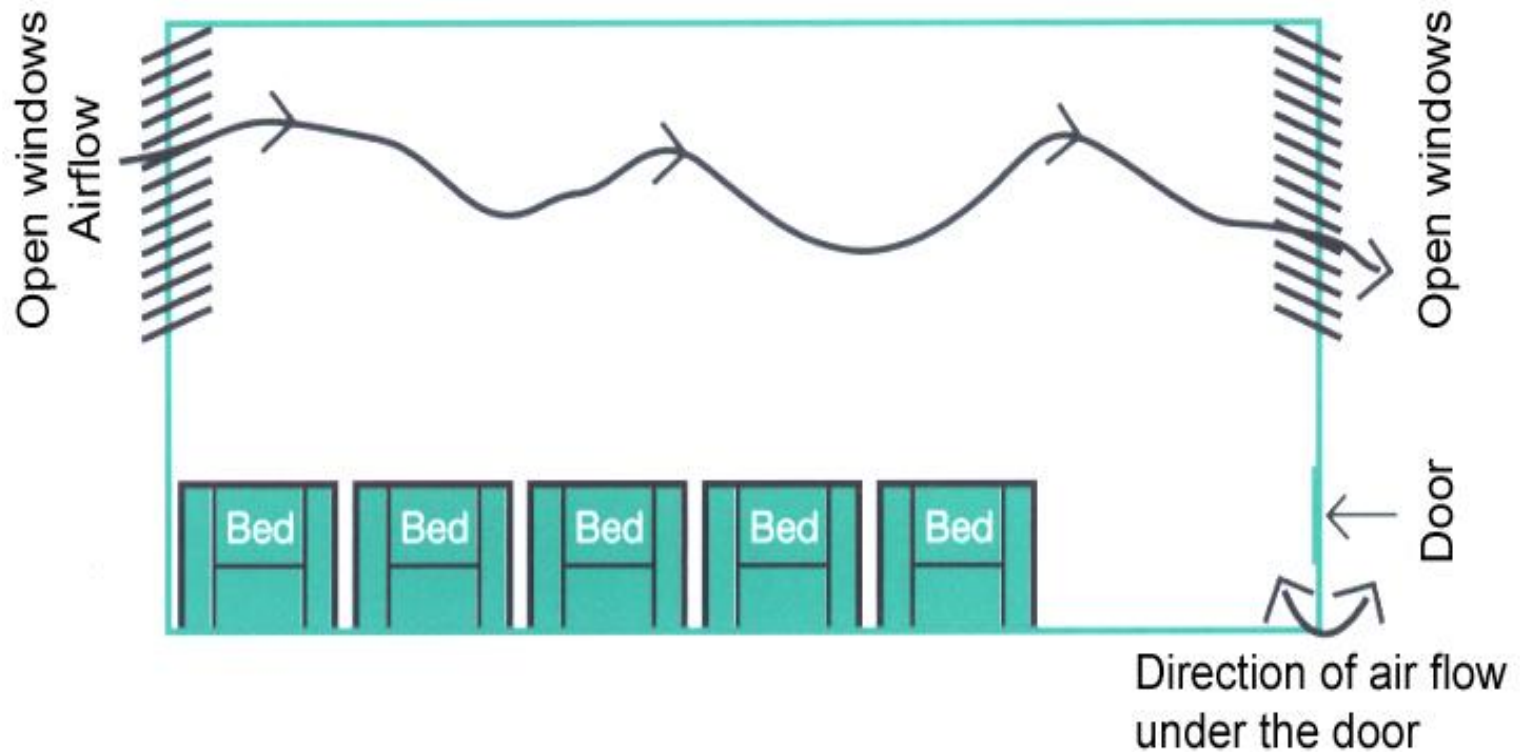 Open windows
Airflow
Open windows
Bed
Bed
Bed
Bed
Bed
Door
Direction of air flow
under the door